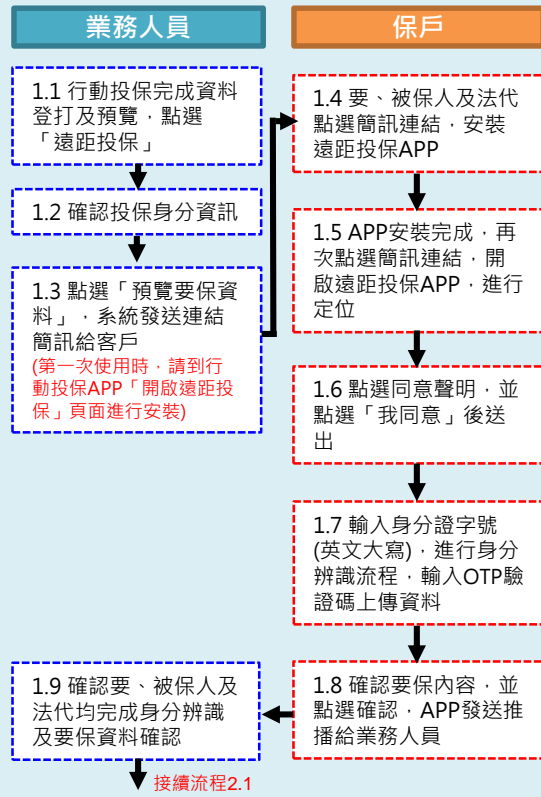 業務人員
1.1 行動投保完成資料
登打及預覽，點選
「遠距投保」
1.2 確認投保身分資訊
1.3 點選「預覽要保資
料」，系統發送連結
簡訊給客戶
(第一次使用時，請到行
動投保APP「開啟遠距投
保」頁面進行安裝)
保戶
1.4 要、被保人及法代
點選簡訊連結，安裝
遠距投保APP
1.5 APP安裝完成，再
次點選簡訊連結，開
啟遠距投保APP，進行
定位
1.6 點選同意聲明，並
點選「我同意」後送
出
1.7 輸入身分證字號
(英文大寫)，進行身分
辨識流程，輸入OTP驗
證碼上傳資料
1.8 確認要保內容，並
點選確認，APP發送推
播給業務人員
1.9 確認要、被保人及
法代均完成身分辨識
及要保資料確認
接續流程2.1